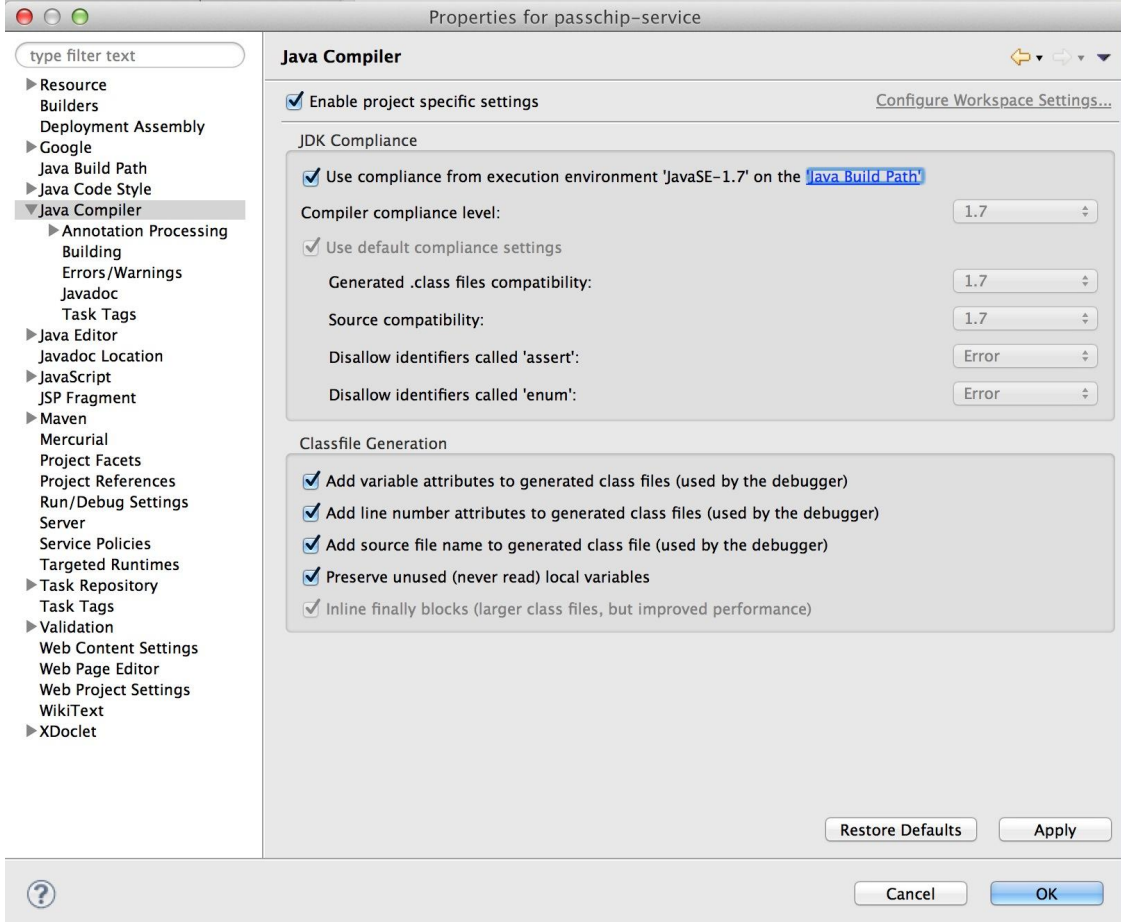 Properties for passchip-service
type filter text
Resource
Builders
Deployment Assembly
Google
Java Build Path
Java Code Style
Java Compiler
Annotation Processing
Building
Errors/Warnings
Javadoc
Task Tags
Java Editor
Javadoc Location
JavaScript
JSP Fragment
Maven
Mercurial
Project Facets
Project References
Run/Debug Settings
Server
Service Policies
Targeted Runtimes
Task Repository
Task Tags
Validation
Web Content Settings
Web Page Editor
Web Project Settings
WikiText
XDoclet
Java Compiler
Enable project specific settings
Configure Workspace Settings...
JDK Compliance
Use compliance from execution environment 'JavaSE-1.7' on the 'Java Build Path'
Compiler compliance level: 1.7
Use default compliance settings
Generated .class files compatibility: 1.7
Source compatibility: 1.7
Disallow identifiers called 'assert': Error
Disallow identifiers called 'enum': Error
Classfile Generation
Add variable attributes to generated class files (used by the debugger)
Add line number attributes to generated class files (used by the debugger)
Add source file name to generated class file (used by the debugger)
Preserve unused (never read) local variables
Inline finally blocks (larger class files, but improved performance)
Restore Defaults Apply
? Cancel OK